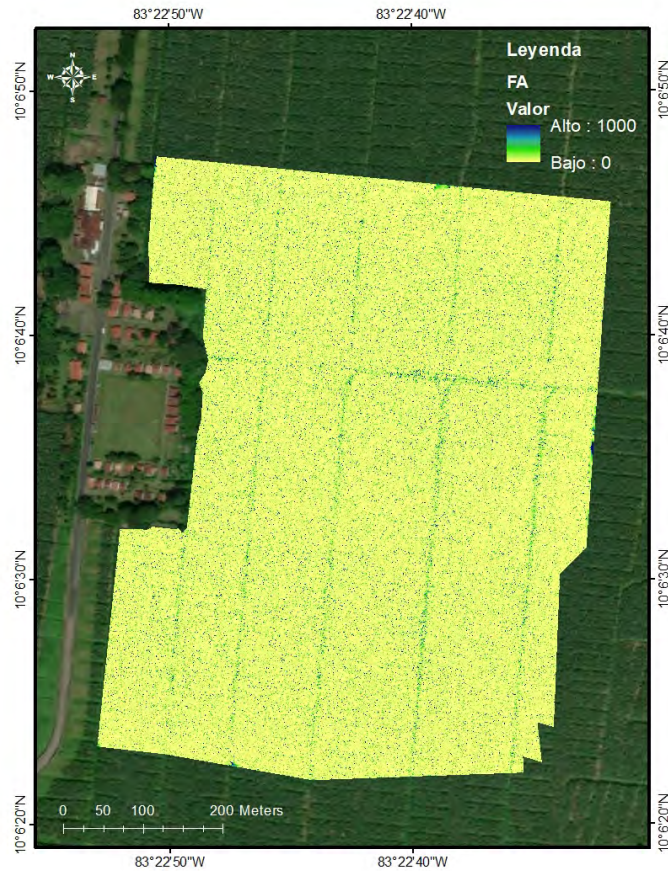 83°22'50"W 83°22'40"W
N
W E
S
Leyenda
FA
Valor
Alto : 1000
Bajo : 0
10°6'50"N 10°6'50"N
10°6'40"N 10°6'40"N
10°6'30"N 10°6'30"N
10°6'20"N 10°6'20"N
0 50 100 200 Meters
83°22'50"W 83°22'40"W